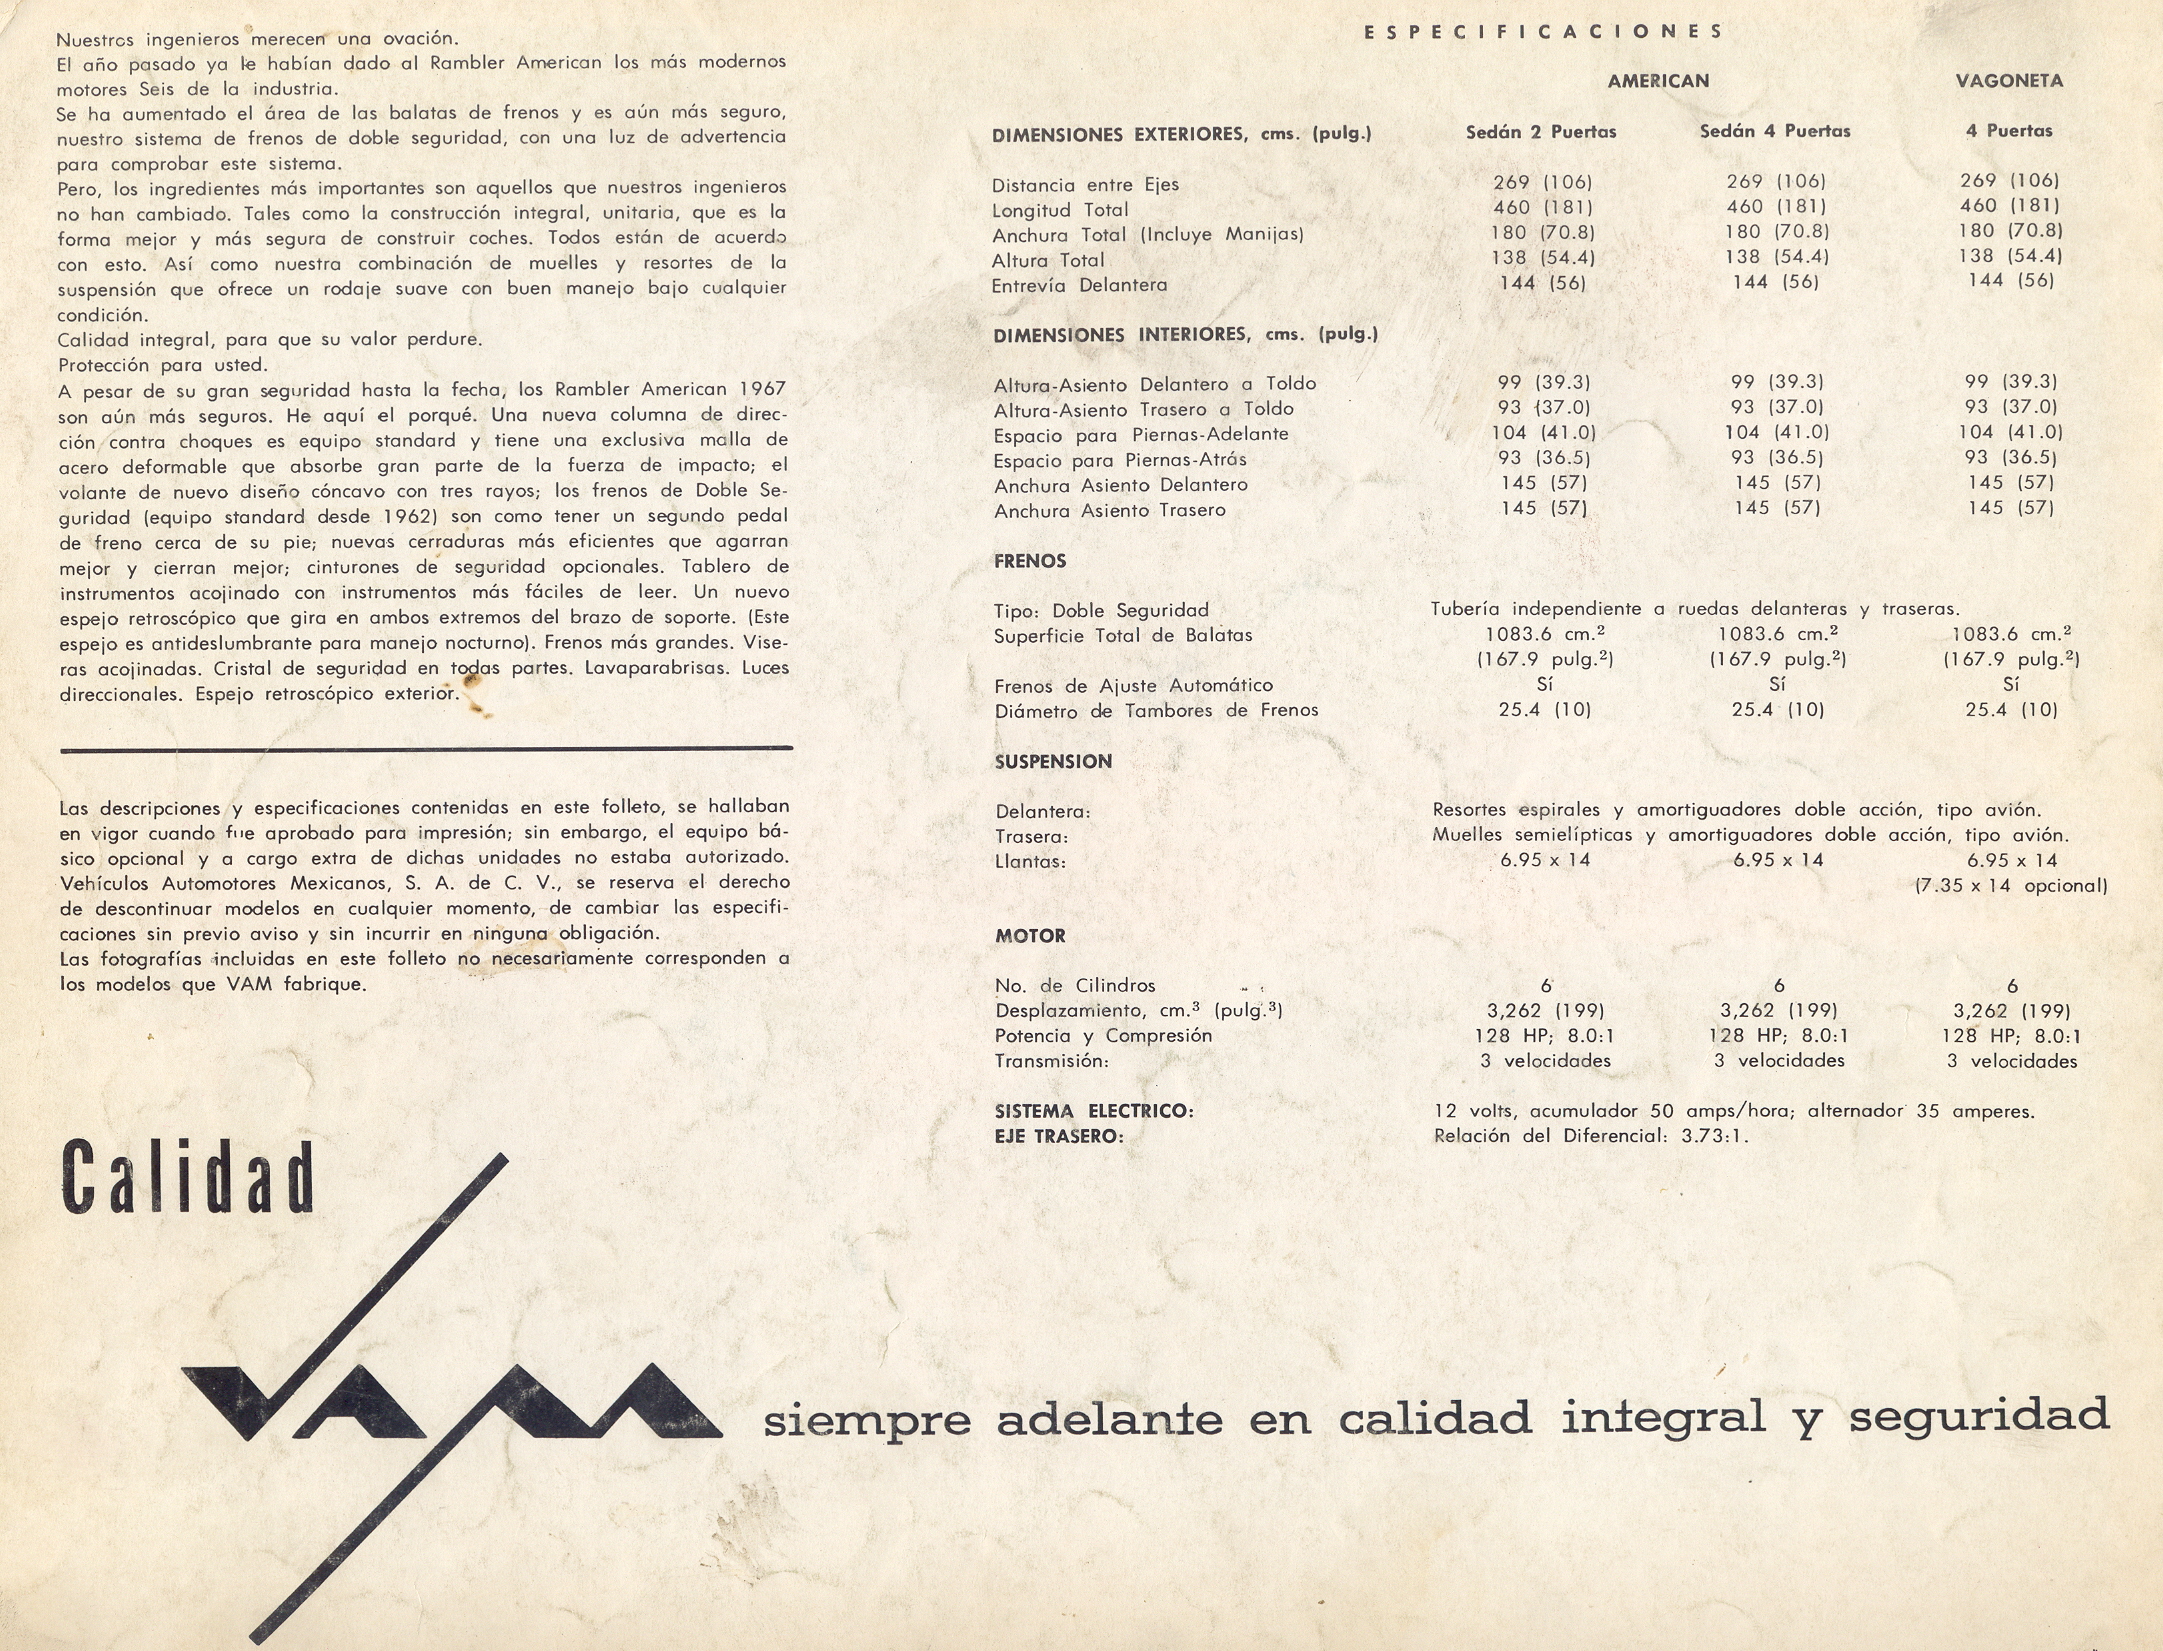 Nuestros ingenieros merecen una ovación.
El año pasado ya le habían dado al Rambler American los más modernos
motores Seis de la industria.
Se ha aumentado el área de las balatas de frenos y es aún más seguro,
nuestro sistema de frenos de doble seguridad, con una luz de advertencia
para comprobar este sistema.
Pero, los ingredientes más importantes son aquellos que nuestros ingenieros
no han cambiado. Tales como la construcción integral, unitaria, que es la
forma mejor y más segura de construir coches. Todos están de acuerdo
con esto. Así como nuestra combinación de muelles y resortes de la
suspensión que ofrece un rodaje suave con buen manejo bajo cualquier
condición.
Calidad integral, para que su valor perdure.
Protección para usted.
A pesar de su gran seguridad hasta la fecha, los Rambler American 1967
son aún más seguros. He aquí el porqué. Una nueva columna de direc-
ción contra choques es equipo standard y tiene una exclusiva malla de
acero deformable que absorbe gran parte de la fuerza de impacto; el
volante de nuevo diseño cóncavo con tres rayos; los frenos de Doble Se-
guridad (equipo standard desde 1962) son como tener un segundo pedal
de freno cerca de su pie; nuevas cerraduras más eficientes que agarran
mejor y cierran mejor; cinturones de seguridad opcionales. Tablero de
instrumentos acojinado con instrumentos más fáciles de leer. Un nuevo
espejo retroscópico que gira en ambos extremos del brazo de soporte. (Este
espejo es antideslumbrante para manejo nocturno). Frenos más grandes. Vise-
ras acojinadas. Cristal de seguridad en todas partes. Lavaparabrisas. Luces
direccionales. Espejo retroscópico exterior.
Las descripciones y especificaciones contenidas en este folleto, se hallaban
en vigor cuando fue aprobado para impresión; sin embargo, el equipo bá-
sico opcional y a cargo extra de dichas unidades no estaba autorizado.
Vehículos Automotores Mexicanos, S. A. de C. V., se reserva el derecho
de descontinuar modelos en cualquier momento, de cambiar las especifi-
caciones sin previo aviso y sin incurrir en ninguna obligación.
Las fotografías incluidas en este folleto no necesariamente corresponden a
los modelos que VAM fabrique.
ESPECIFICACIONES
AMERICAN VAGONETA
DIMENSIONES EXTERIORES, cms. (pulg.) Sedán 2 Puertas Sedán 4 Puertas 4 Puertas
Distancia entre Ejes 269 (106) 269 (106) 269 (106)
Longitud Total 460 (181) 460 (181) 460 (181)
Anchura Total (Incluye Manijas) 180 (70.8) 180 (70.8) 180 (70.8)
Altura Total 138 (54.4) 138 (54.4) 138 (54.4)
Entrevía Delantera 144 (56) 144 (56) 144 (56)
DIMENSIONES INTERIORES, cms. (pulg.)
Altura-Asiento Delantero a Toldo 99 (39.3) 99 (39.3) 99 (39.3)
Altura-Asiento Trasero a Toldo 93 (37.0) 93 (37.0) 93 (37.0)
Espacio para Piernas-Adelante 104 (41.0) 104 (41.0) 104 (41.0)
Espacio para Piernas-Atrás 93 (36.5) 93 (36.5) 93 (36.5)
Anchura Asiento Delantero 145 (57) 145 (57) 145 (57)
Anchura Asiento Trasero 145 (57) 145 (57) 145 (57)
FRENOS
Tipo: Doble Seguridad Tubería independiente a ruedas delanteras y traseras.
Superficie Total de Balatas 1083.6 cm.² 1083.6 cm.² 1083.6 cm.²
(167.9 pulg.²) (167.9 pulg.²) (167.9 pulg.²)
Frenos de Ajuste Automático Sí Sí Sí
Diámetro de Tambores de Frenos 25.4 (10) 25.4 (10) 25.4 (10)
SUSPENSION
Delantera: Resortes espirales y amortiguadores doble acción, tipo avión.
Trasera: Muelles semielípticas y amortiguadores doble acción, tipo avión.
Llantas: 6.95 x 14 6.95 x 14 6.95 x 14
(7.35 x 14 opcional)
MOTOR
No. de Cilindros 6 6 6
Desplazamiento, cm.³ (pulg.³) 3,262 (199) 3,262 (199) 3,262 (199)
Potencia y Compresión 128 HP; 8.0:1 128 HP; 8.0:1 128 HP; 8.0:1
Transmisión: 3 velocidades 3 velocidades 3 velocidades
SISTEMA ELECTRICO: 12 volts, acumulador 50 amps/hora; alternador 35 amperes.
EJE TRASERO: Relación del Diferencial: 3.73:1.
Calidad
VAM siempre adelante en calidad integral y seguridad